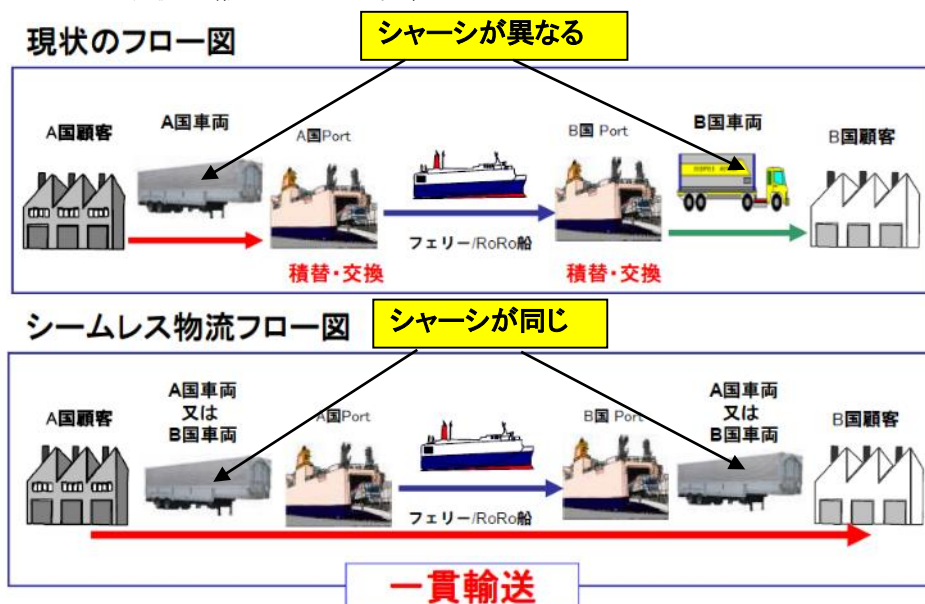 現状のフロー図
シャーシが異なる
A国顧客
A国車両
A国Port
B国 Port
B国車両
B国顧客
フェリー/RoRo船
積替・交換
積替・交換
シームレス物流フロー図
シャーシが同じ
A国顧客
A国車両
又は
B国車両
A国Port
B国 Port
A国車両
又は
B国車両
B国顧客
フェリー/RoRo船
一貫輸送